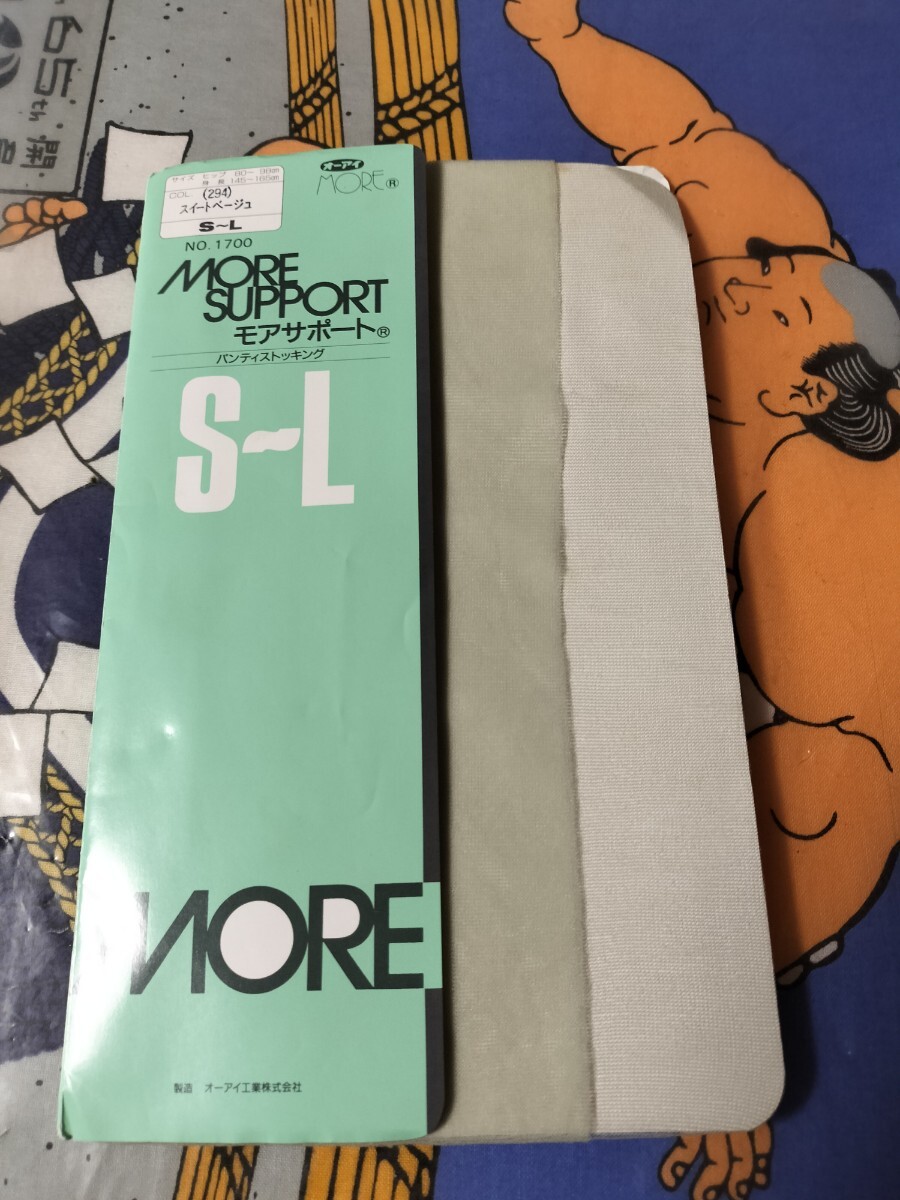 65th 開
サイズ ヒップ 80〜98cm
身長 145〜165cm
COL. (294)
スイートベージュ
S〜L
オーアイ
MORE®
NO.1700
MORE
SUPPORT
モアサポート®
パンティストッキング
S〜L
MORE
製造 オーアイ工業株式会社